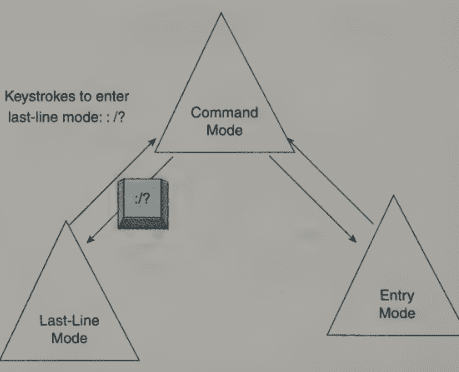 Keystrokes to enter
last-line mode: : /?
Command
Mode
:/?
Last-Line
Mode
Entry
Mode